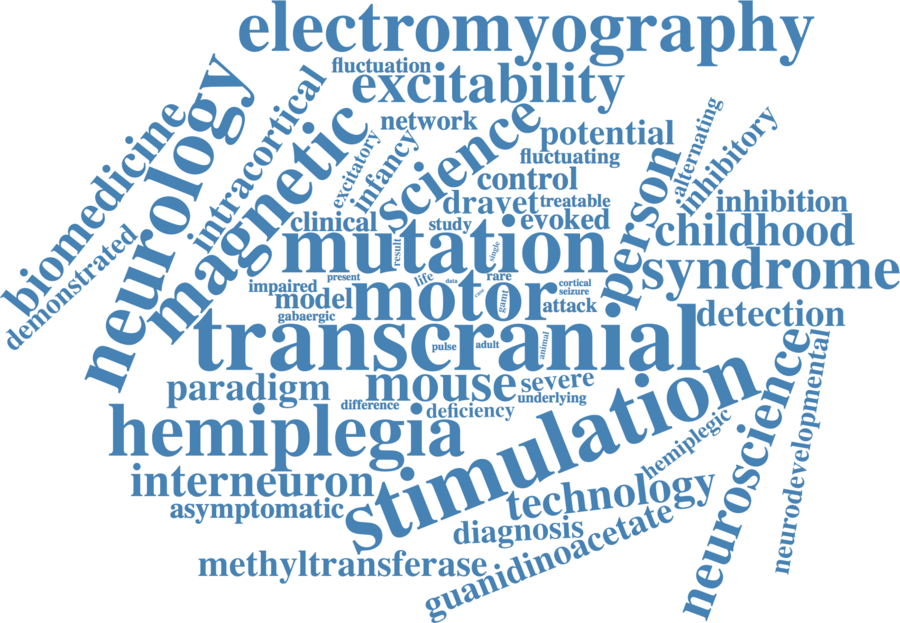 electromyography
fluctuation
excitability
neurology
biomedicine
intracortical
magnetic
network
science
potential
alternating
inhibitory
excitatory
infancy
fluctuating
control
person
dravet
treatable
inhibition
clinical
study
evoked
childhood
demonstrated
mutation
result
single
syndrome
present
life
data
rare
cortical
seizure
impaired
model
motor
gamt
attack
gabaergic
detection
transcranial
pulse
adult
animal
paradigm
mouse
severe
underlying
difference
deficiency
hemiplegia
stimulation
hemiplegic
neuroscience
neurodevelopmental
interneuron
technology
asymptomatic
diagnosis
methyltransferase
guanidinoacetate